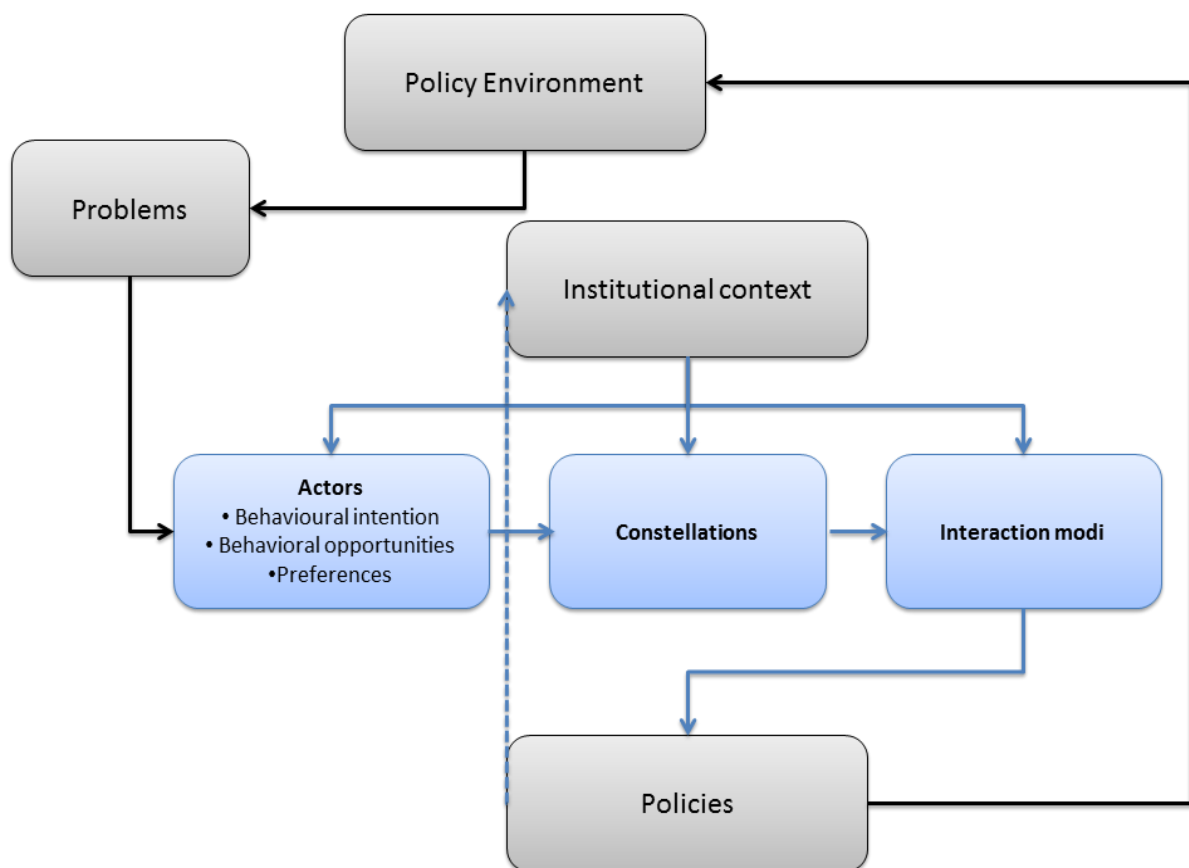 Policy Environment
Problems
Institutional context
Actors
• Behavioural intention
• Behavioral opportunities
•Preferences
Constellations
Interaction modi
Policies